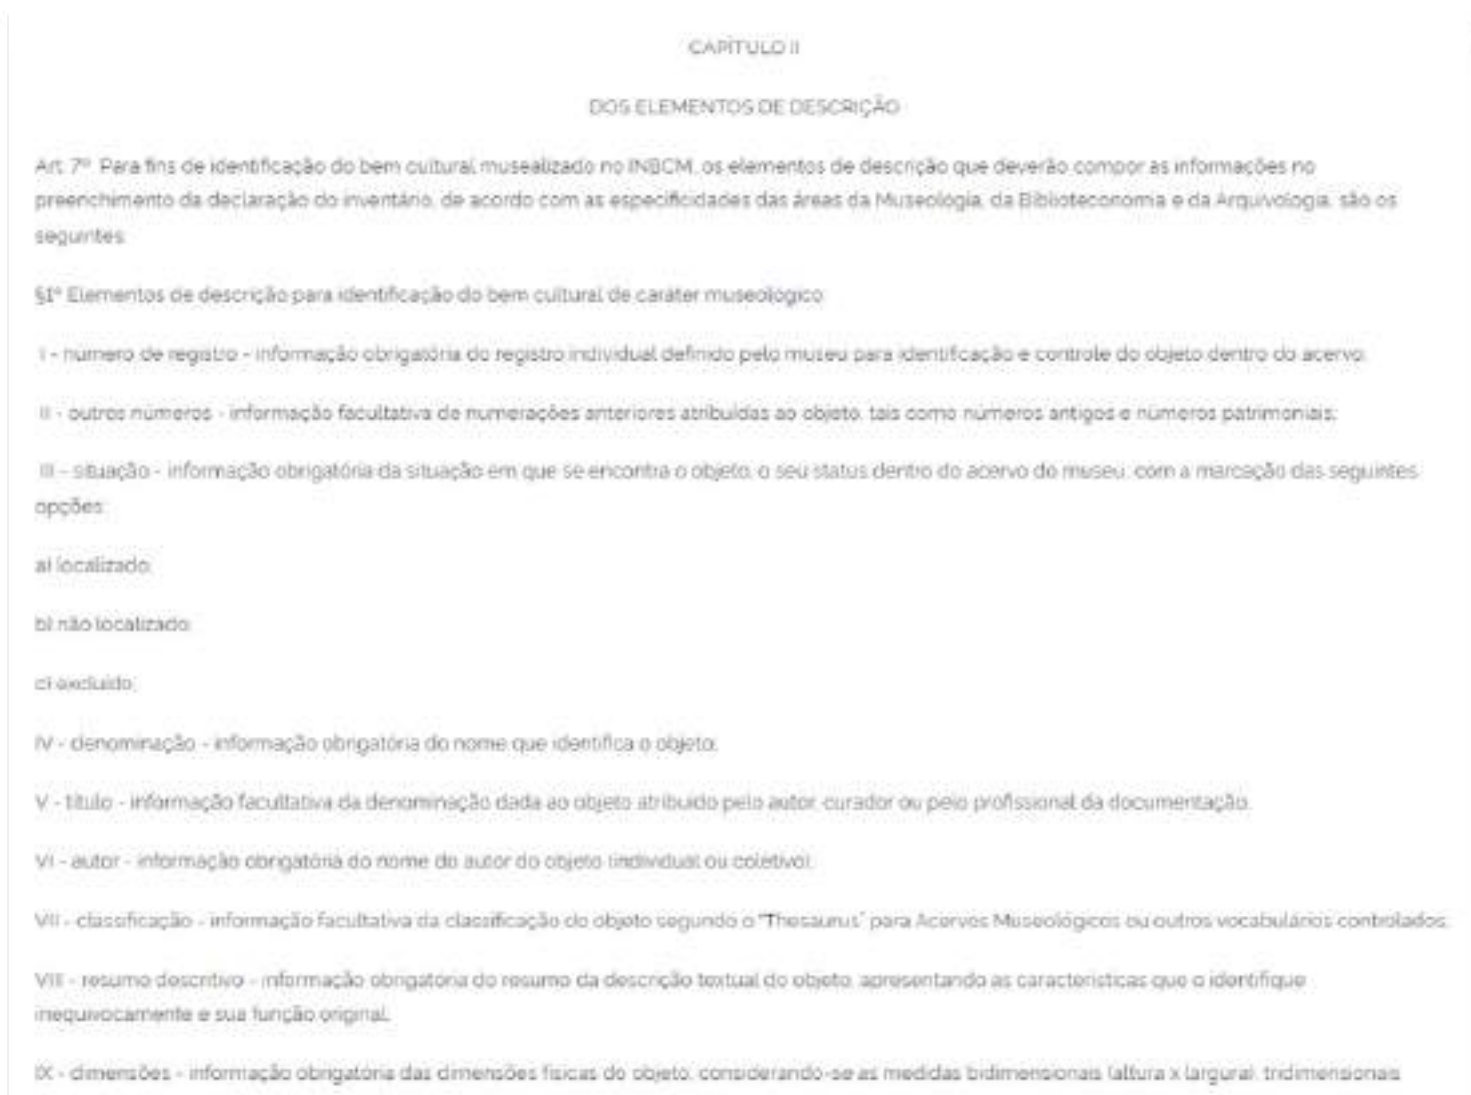 CAPÍTULO II
DOS ELEMENTOS DE DESCRIÇÃO
Art. 7º Para fins de identificação do bem cultural musealizado no INBCM, os elementos de descrição que deverão compor as informações no
preenchimento da declaração do inventário, de acordo com as especificidades das áreas da Museologia, da Biblioteconomia e da Arquivologia, são os
seguintes:
§1º Elementos de descrição para identificação do bem cultural de caráter museológico:
I - número de registro - informação obrigatória do registro individual definido pelo museu para identificação e controle do objeto dentro do acervo;
II - outros números - informação facultativa de numerações anteriores atribuídas ao objeto, tais como números antigos e números patrimoniais;
III - situação - informação obrigatória da situação em que se encontra o objeto, o seu status dentro do acervo do museu, com a marcação das seguintes
opções:
a) localizado;
b) não localizado;
c) excluído;
IV - denominação - informação obrigatória do nome que identifica o objeto;
V - título - informação facultativa da denominação dada ao objeto atribuído pelo autor, curador ou pelo profissional da documentação;
VI - autor - informação obrigatória do nome do autor do objeto (individual ou coletivo);
VII - classificação - informação facultativa da classificação do objeto segundo o "Thesaurus" para Acervos Museológicos ou outros vocabulários controlados;
VIII - resumo descritivo - informação obrigatória do resumo da descrição textual do objeto, apresentando as características que o identifique
inequivocamente e sua função original;
IX - dimensões - informação obrigatória das dimensões físicas do objeto, considerando-se as medidas bidimensionais (altura x largura), tridimensionais